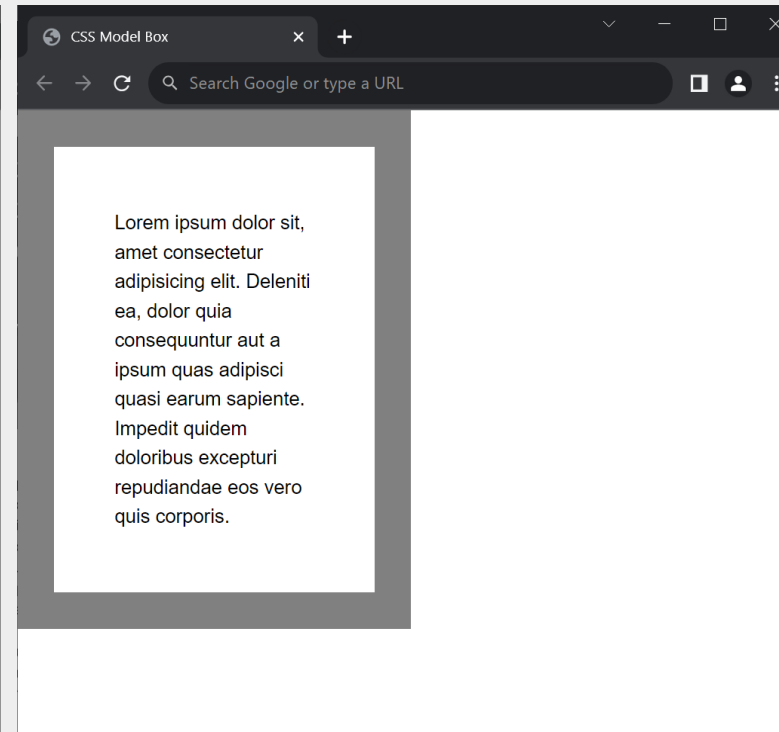 CSS Model Box
Search Google or type a URL
Lorem ipsum dolor sit,
amet consectetur
adipisicing elit. Deleniti
ea, dolor quia
consequuntur aut a
ipsum quas adipisci
quasi earum sapiente.
Impedit quidem
doloribus excepturi
repudiandae eos vero
quis corporis.